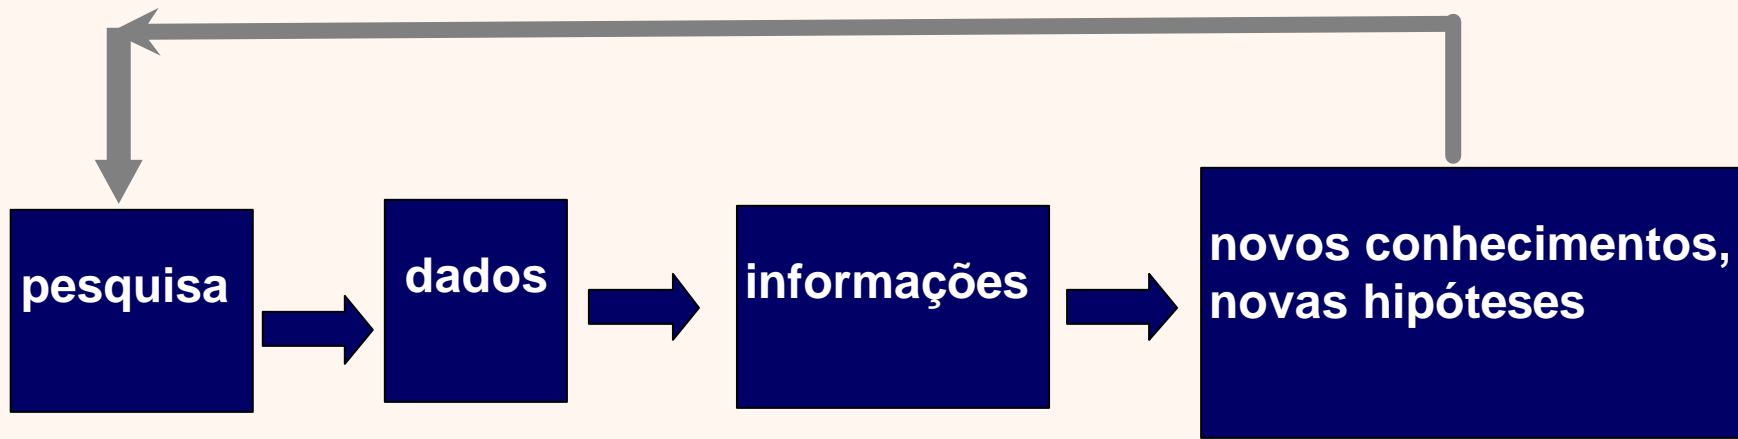 pesquisa
dados
informações
novos conhecimentos,
novas hipóteses